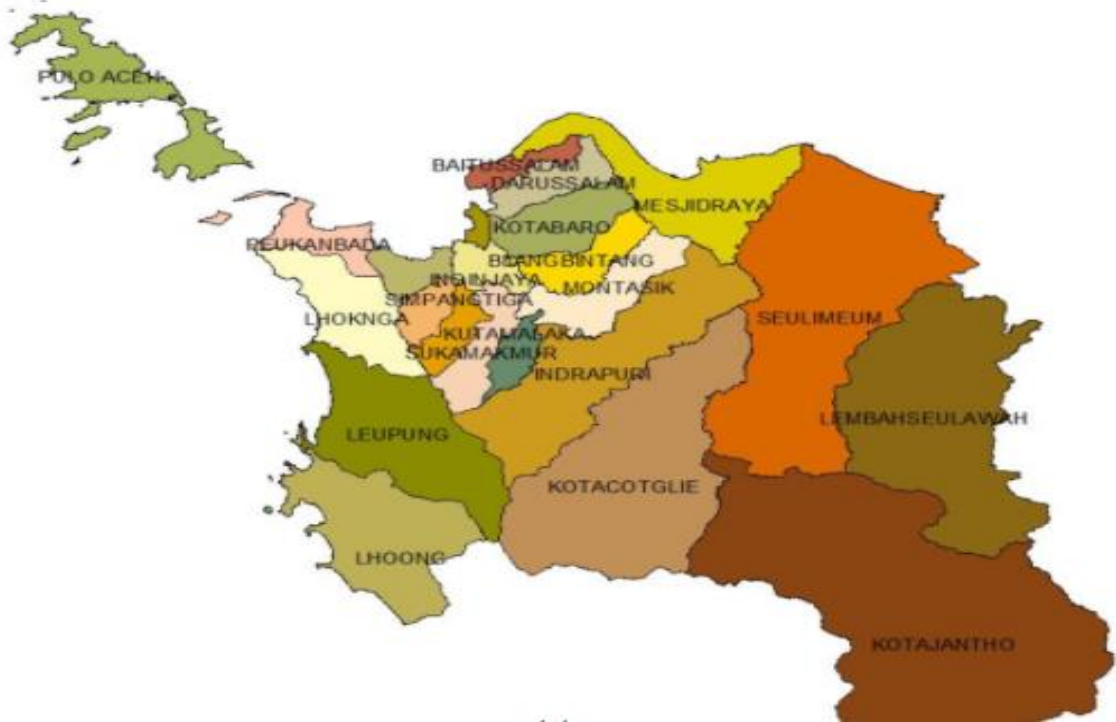 PULO ACEH
BAITUSSALAM
DARUSSALAM
MESJIDRAYA
KOTABARO
PEUKANBADA
BLANGBINTANG
INGINJAYA
MONTASIK
SIMPANGTIGA
LHOKNGA
SEULIMEUM
KUTAMALAKA
SUKAMAKMUR
INDRAPURI
LEMBAHSEULAWAH
LEUPUNG
KOTACOTGLIE
LHOONG
KOTAJANTHO